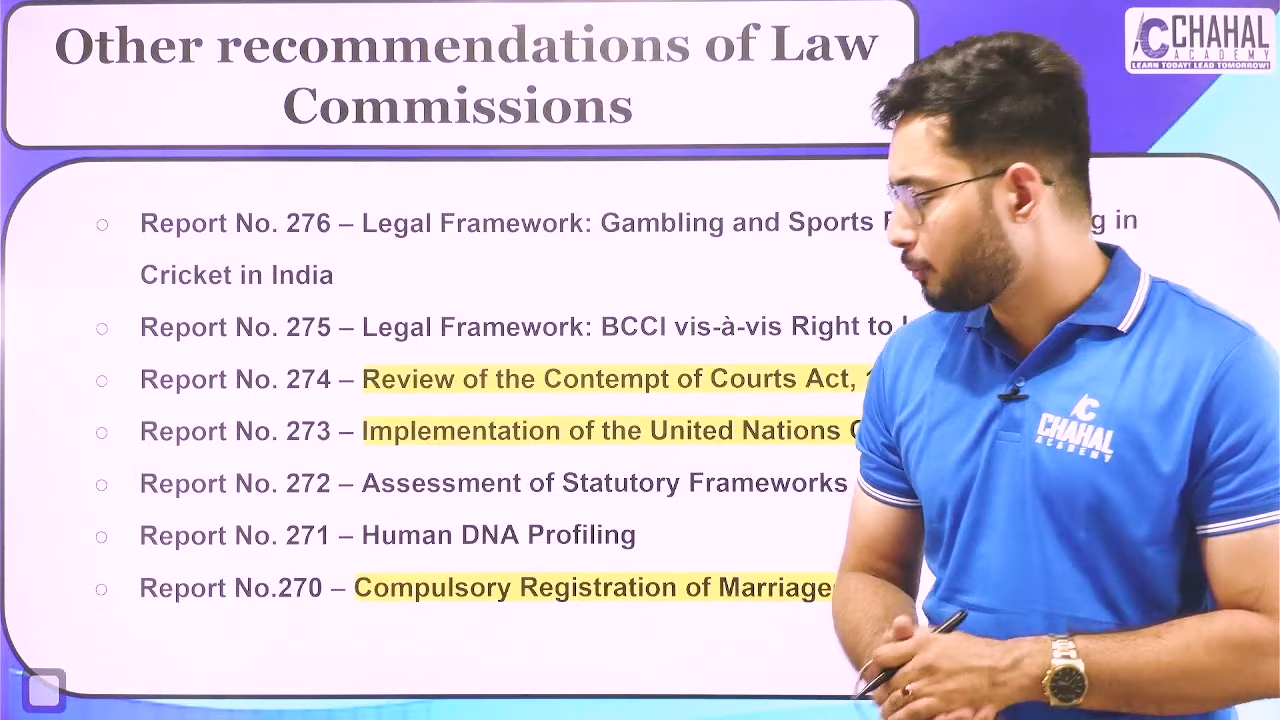 Other recommendations of Law
Commissions
CHAHAL
ACADEMY
LEARN TODAY! LEAD TOMORROW!
○ Report No. 276 – Legal Framework: Gambling and Sports in
Cricket in India
○ Report No. 275 – Legal Framework: BCCI vis-à-vis Right to
○ Report No. 274 – Review of the Contempt of Courts Act,
○ Report No. 273 – Implementation of the United Nations
○ Report No. 272 – Assessment of Statutory Frameworks
○ Report No. 271 – Human DNA Profiling
○ Report No.270 – Compulsory Registration of Marriage
CHAHAL
ACADEMY